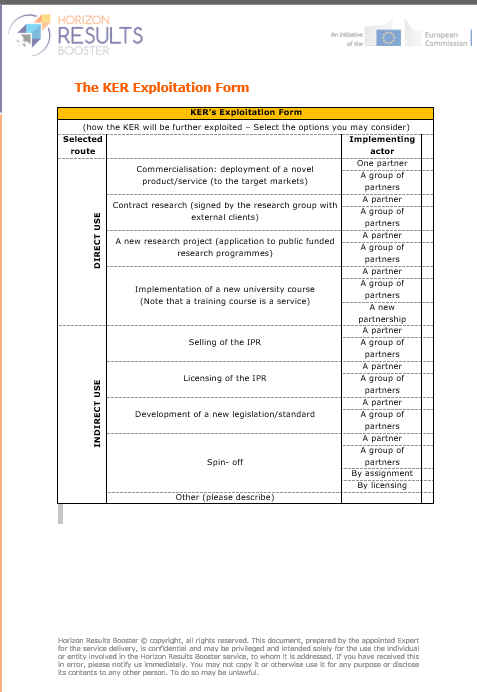 HORIZON
RESULTS
BOOSTER
An initiative
of the
European
Commission
The KER Exploitation Form
KER's Exploitation Form
(how the KER will be further exploited – Select the options you may consider)
Selected
route
Implementing
actor
DIRECT USE
Commercialisation: deployment of a novel
product/service (to the target markets)
One partner
A group of
partners
Contract research (signed by the research group with
external clients)
A partner
A group of
partners
A new research project (application to public funded
research programmes)
A partner
A group of
partners
Implementation of a new university course
(Note that a training course is a service)
A partner
A group of
partners
A new
partnership
INDIRECT USE
Selling of the IPR
A partner
A group of
partners
Licensing of the IPR
A partner
A group of
partners
Development of a new legislation/standard
A partner
A group of
partners
Spin- off
A partner
A group of
partners
By assignment
By licensing
Other (please describe)
Horizon Results Booster © copyright, all rights reserved. This document, prepared by the appointed Expert
for the service delivery, is confidential and may be privileged and intended solely for the use the individual
or entity involved in the Horizon Results Booster service, to whom it is addressed. If you have received this
in error, please notify us immediately. You may not copy it or otherwise use it for any purpose or disclose
its contents to any other person. To do so may be unlawful.